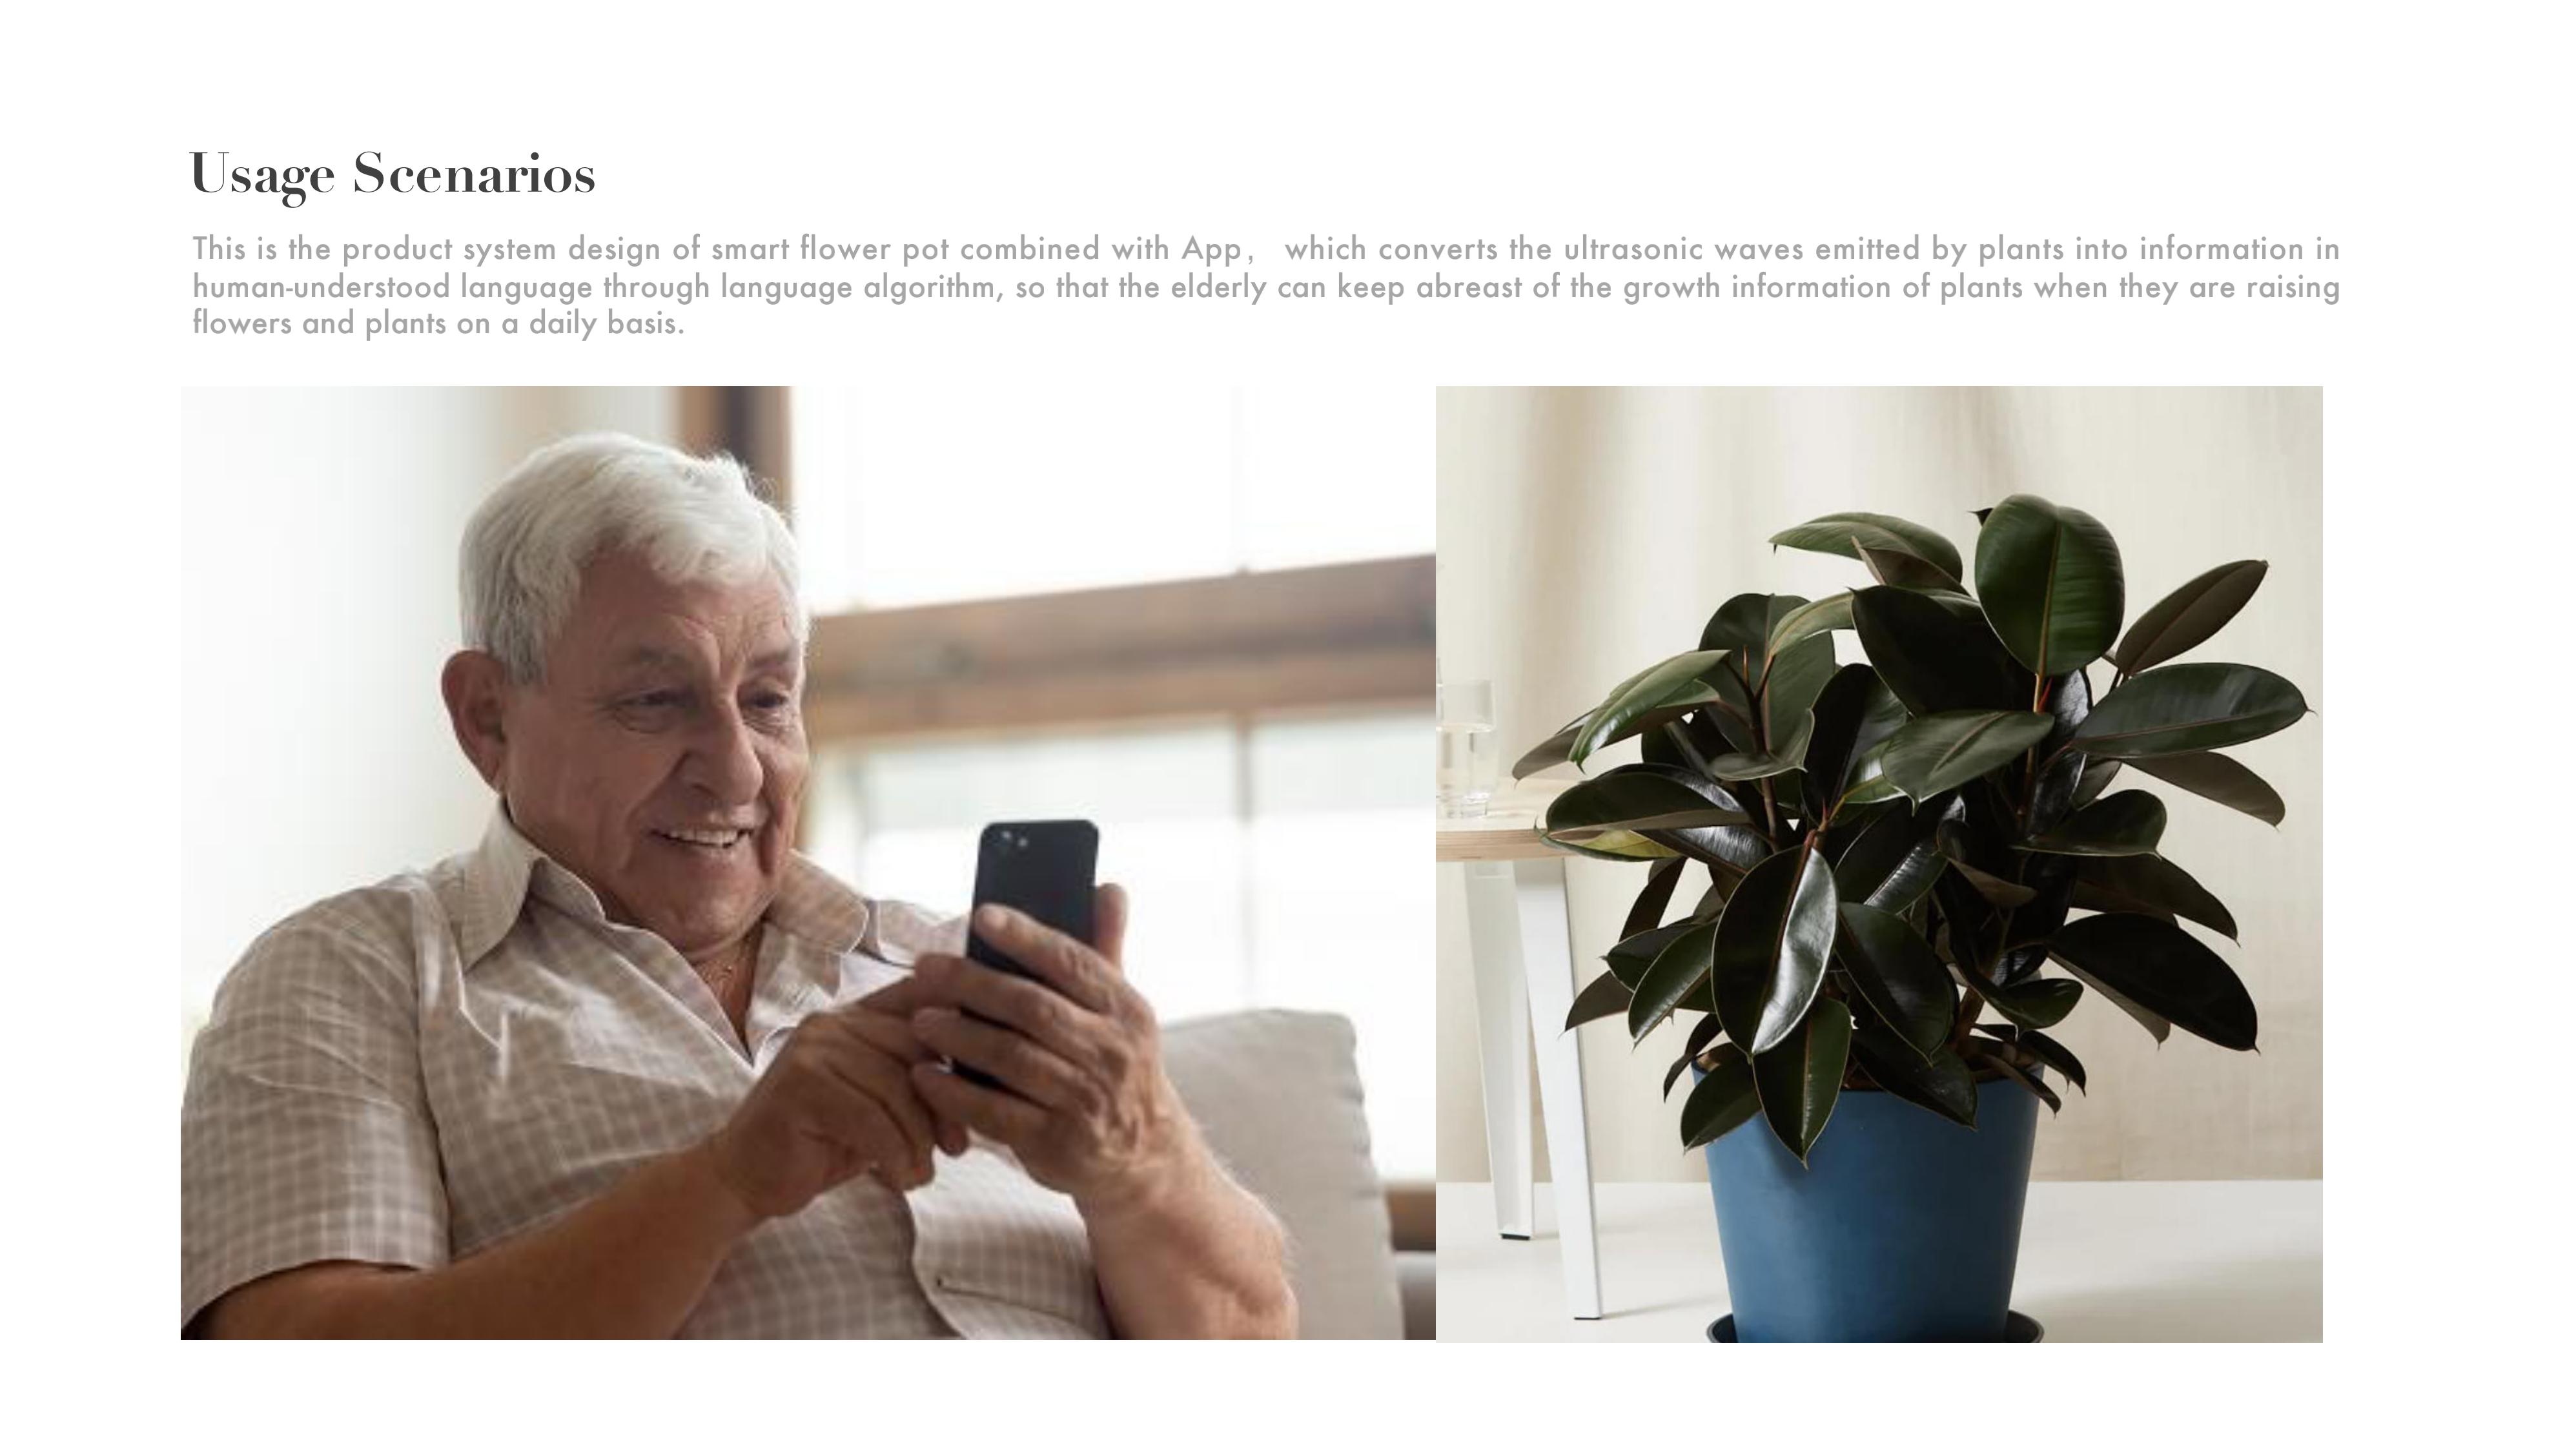 Usage Scenarios
This is the product system design of smart flower pot combined with App， which converts the ultrasonic waves emitted by plants into information in
human-understood language through language algorithm, so that the elderly can keep abreast of the growth information of plants when they are raising
flowers and plants on a daily basis.